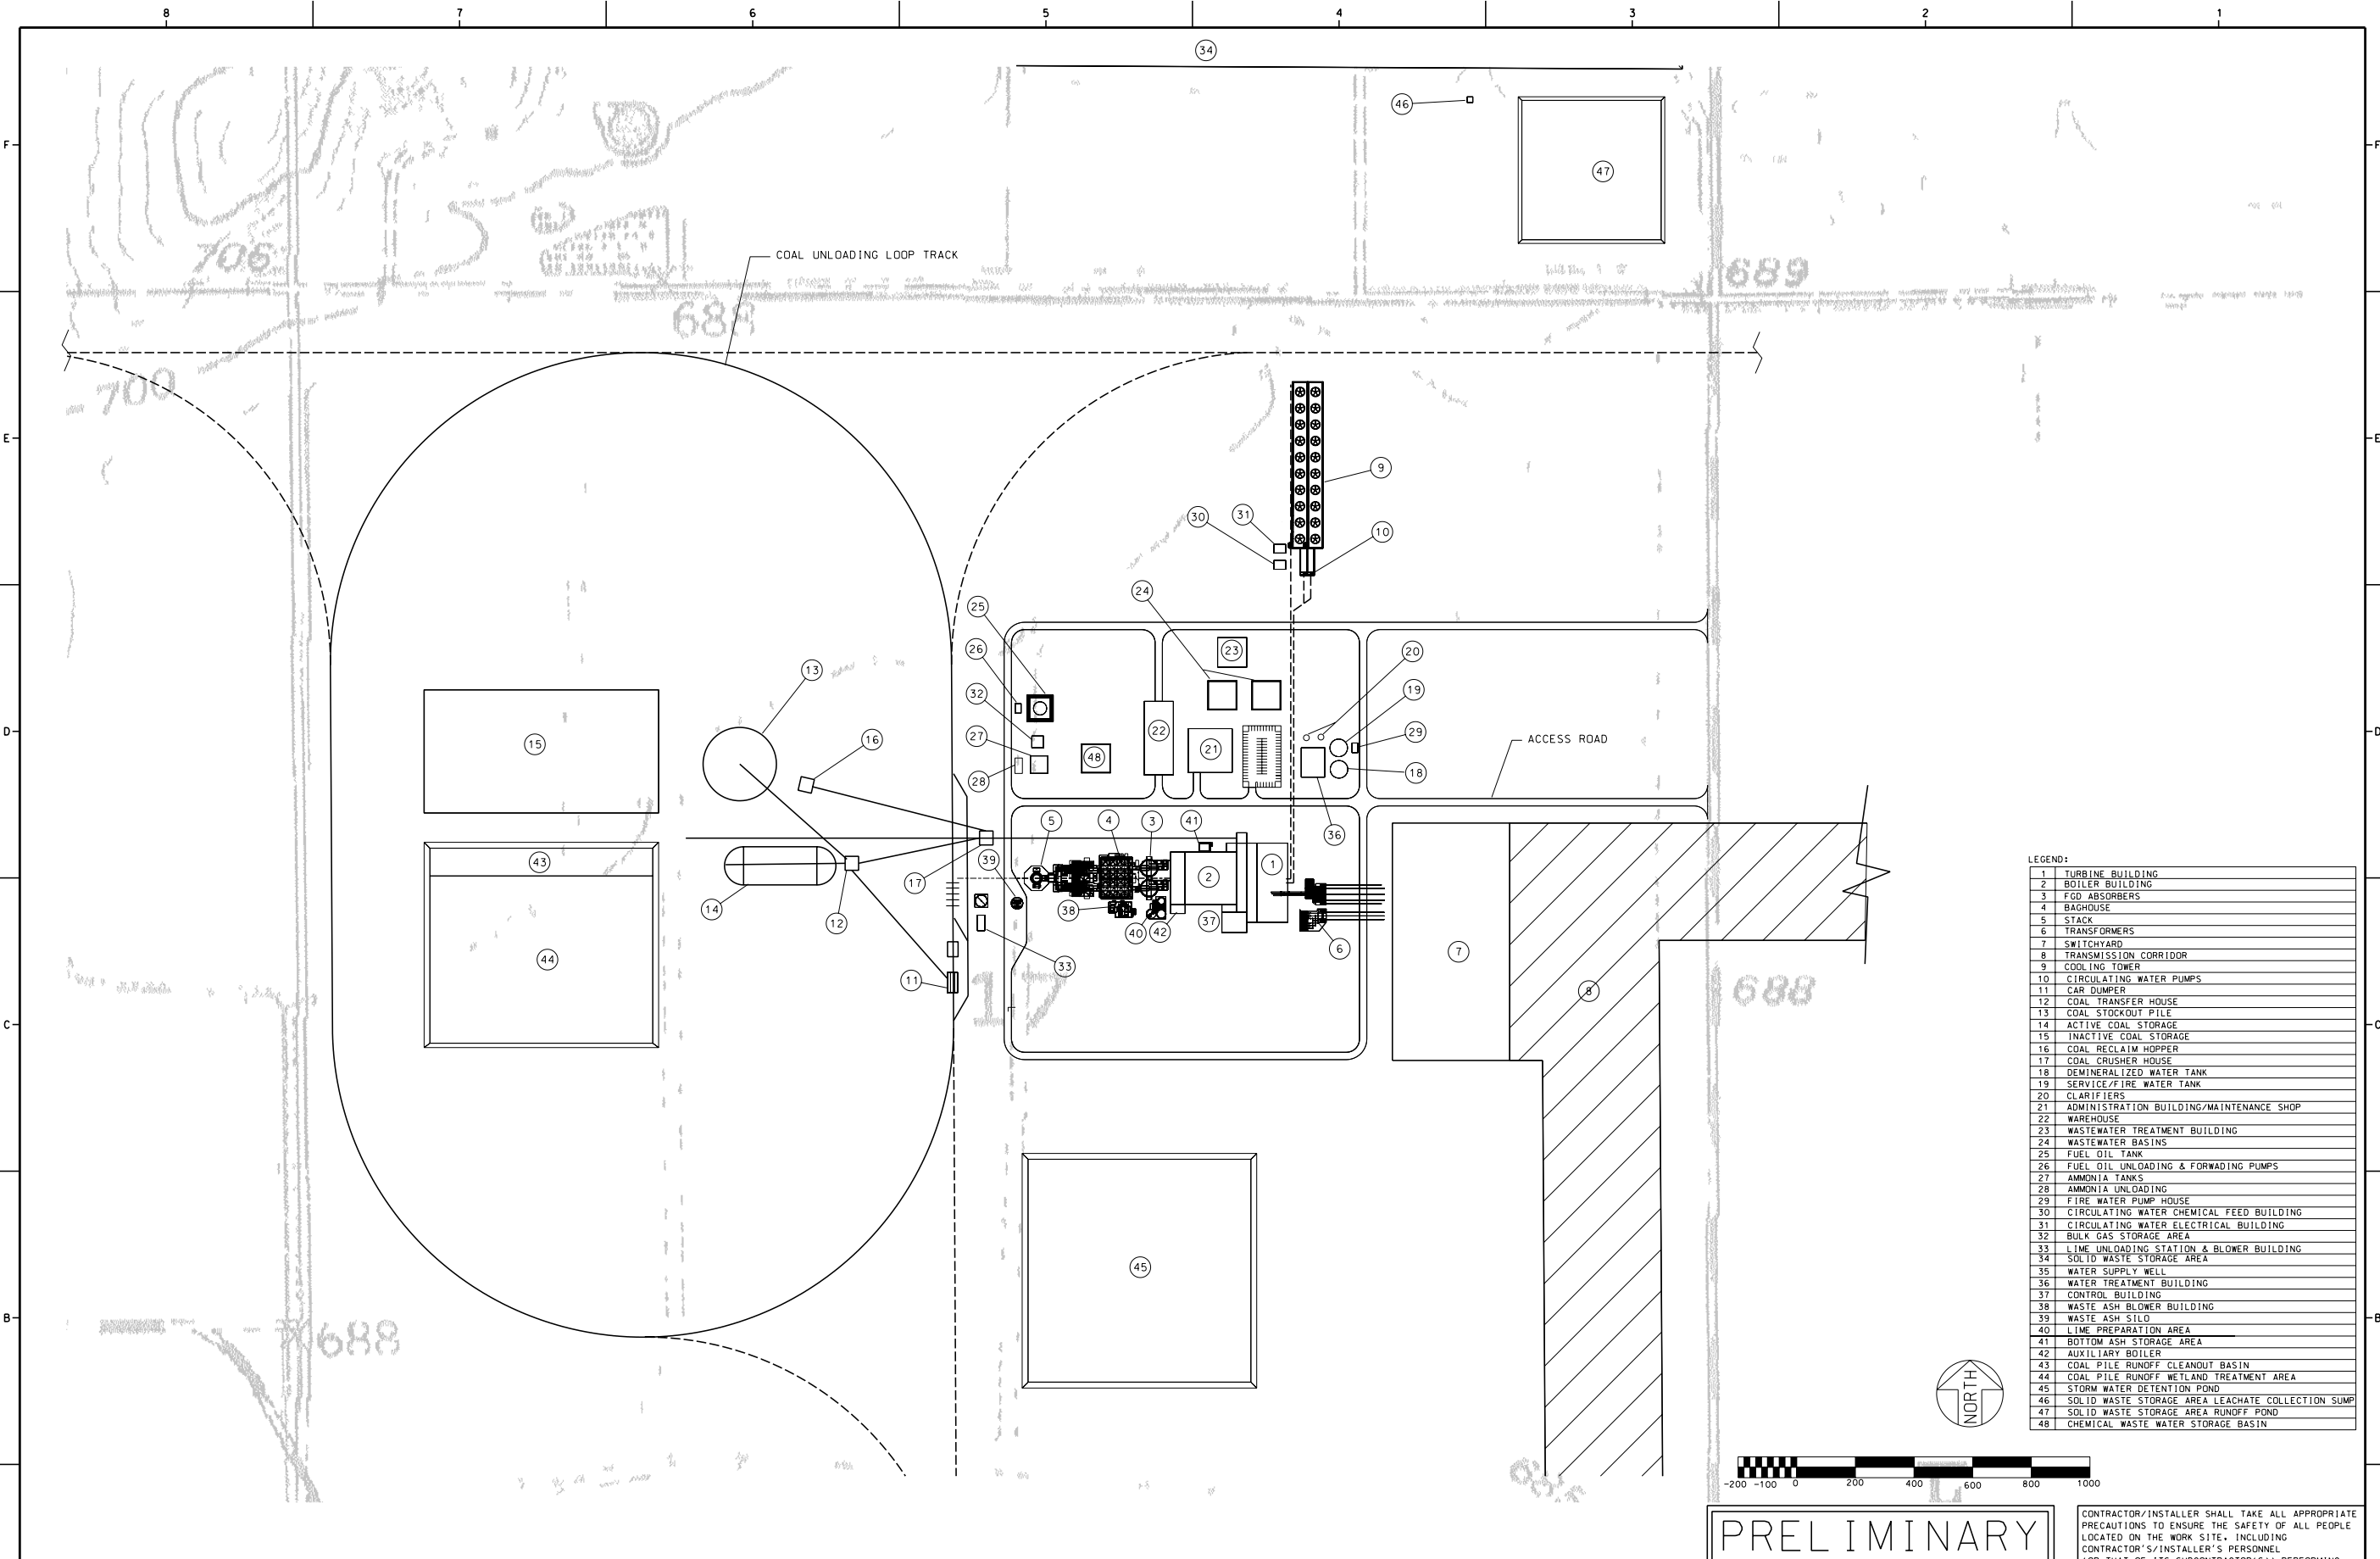 8 7 6 5 4 3 2 1
34
46
F F
47
706
COAL UNLOADING LOOP TRACK
689
688
700
E E
9
31
30
10
24
25
26 23 20
13
32 19
22 29
27 21
D 15 16 48 ACCESS ROAD D
28 18
5 4 3 41 36
43 39 1
17 2
14 38 37
12 40 42 6
44 33 7
11 17 8 688
C C
45
B B
688
LEGEND:
1 TURBINE BUILDING
2 BOILER BUILDING
3 FGD ABSORBERS
4 BAGHOUSE
5 STACK
6 TRANSFORMERS
7 SWITCHYARD
8 TRANSMISSION CORRIDOR
9 COOLING TOWER
10 CIRCULATING WATER PUMPS
11 CAR DUMPER
12 COAL TRANSFER HOUSE
13 COAL STOCKOUT PILE
14 ACTIVE COAL STORAGE
15 INACTIVE COAL STORAGE
16 COAL RECLAIM HOPPER
17 COAL CRUSHER HOUSE
18 DEMINERALIZED WATER TANK
19 SERVICE/FIRE WATER TANK
20 CLARIFIERS
21 ADMINISTRATION BUILDING/MAINTENANCE SHOP
22 WAREHOUSE
23 WASTEWATER TREATMENT BUILDING
24 WASTEWATER BASINS
25 FUEL OIL TANK
26 FUEL OIL UNLOADING & FORWADING PUMPS
27 AMMONIA TANKS
28 AMMONIA UNLOADING
29 FIRE WATER PUMP HOUSE
30 CIRCULATING WATER CHEMICAL FEED BUILDING
31 CIRCULATING WATER ELECTRICAL BUILDING
32 BULK GAS STORAGE AREA
33 LIME UNLOADING STATION & BLOWER BUILDING
34 SOLID WASTE STORAGE AREA
35 WATER SUPPLY WELL
36 WATER TREATMENT BUILDING
37 CONTROL BUILDING
38 WASTE ASH BLOWER BUILDING
39 WASTE ASH SILO
40 LIME PREPARATION AREA
41 BOTTOM ASH STORAGE AREA
42 AUXILIARY BOILER
43 COAL PILE RUNOFF CLEANOUT BASIN
44 COAL PILE RUNOFF WETLAND TREATMENT AREA
45 STORM WATER DETENTION POND
46 SOLID WASTE STORAGE AREA LEACHATE COLLECTION SUMP
47 SOLID WASTE STORAGE AREA RUNOFF POND
48 CHEMICAL WASTE WATER STORAGE BASIN
NORTH
-200 -100 0 200 400 600 800 1000
PRELIMINARY
CONTRACTOR/INSTALLER SHALL TAKE ALL APPROPRIATE
PRECAUTIONS TO ENSURE THE SAFETY OF ALL PEOPLE
LOCATED ON THE WORK SITE, INCLUDING
CONTRACTOR'S/INSTALLER'S PERSONNEL